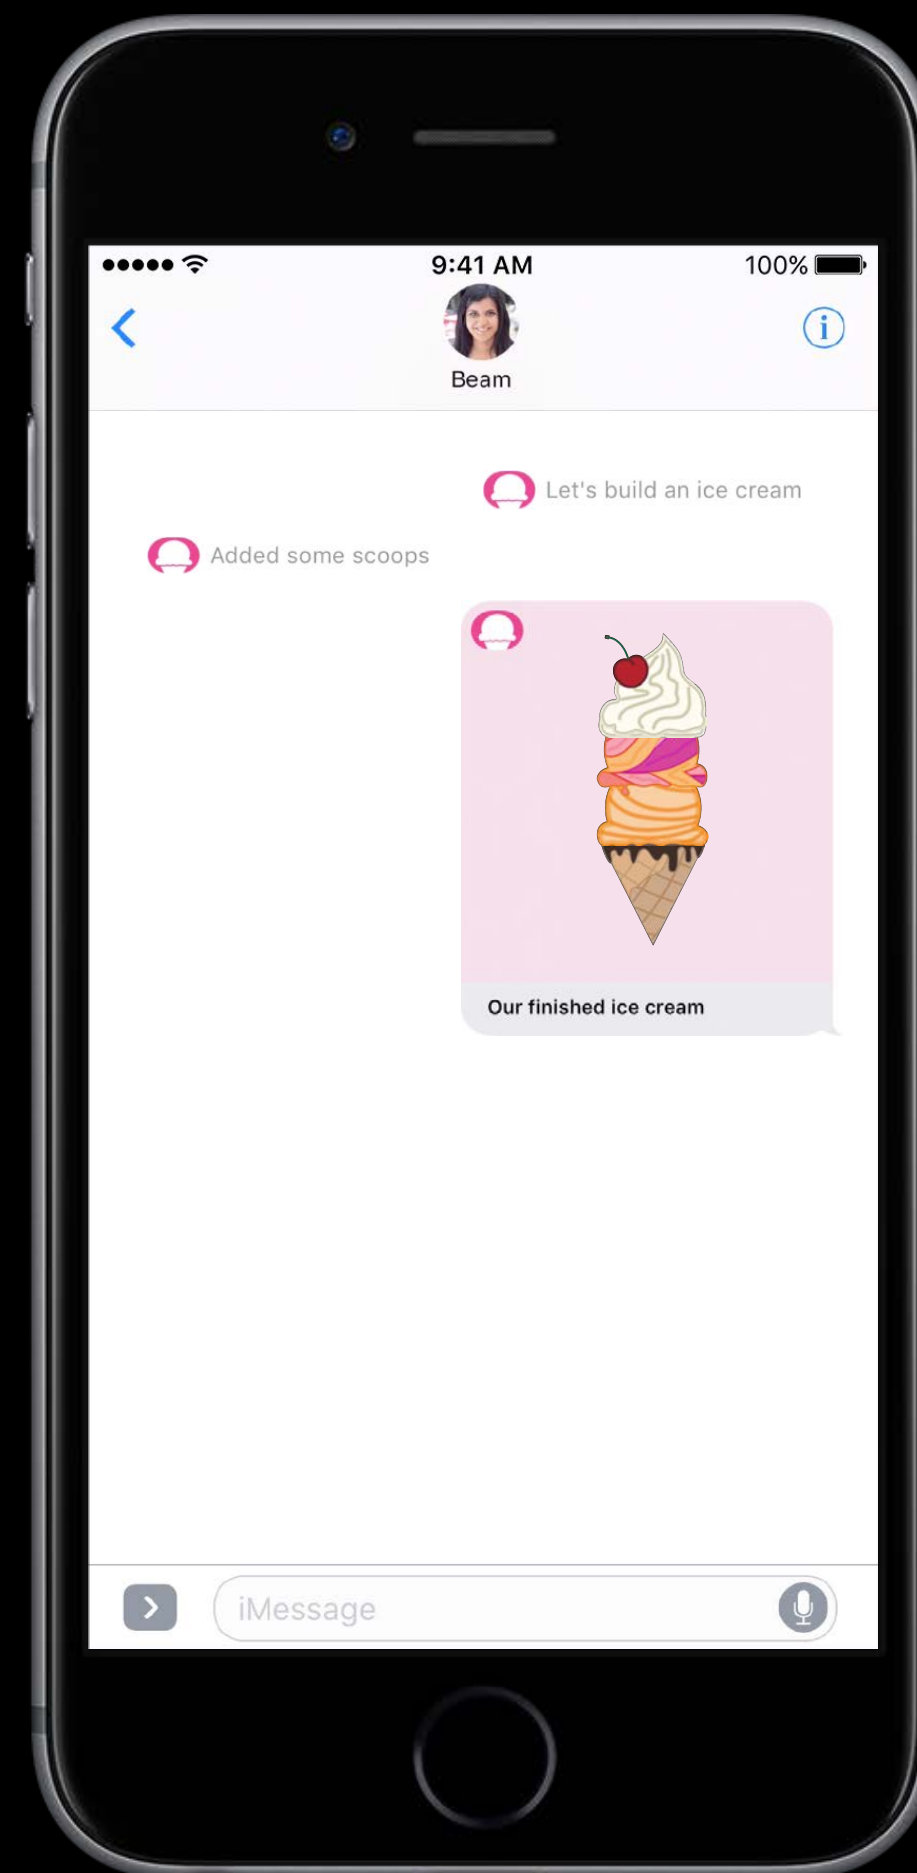 9:41 AM
100%
Beam
Let's build an ice cream
Added some scoops
Our finished ice cream
iMessage